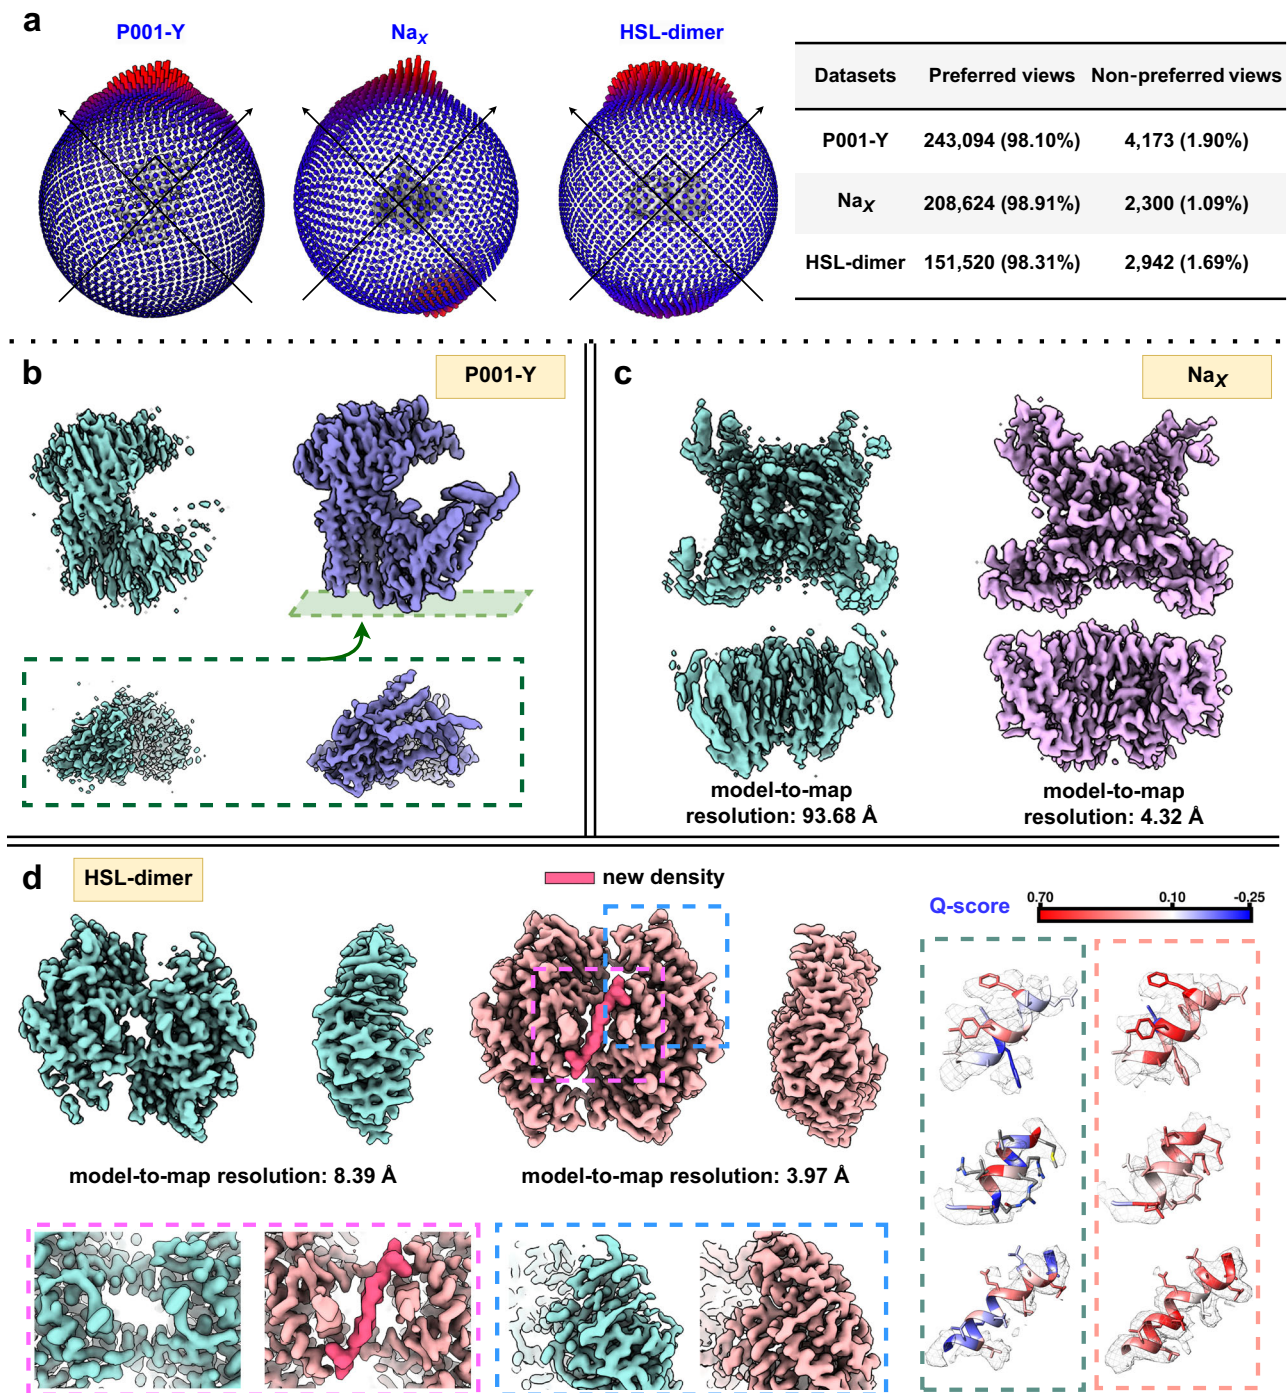 a
P001-Y
NaX
HSL-dimer
Datasets Preferred views Non-preferred views
P001-Y 243,094 (98.10%) 4,173 (1.90%)
NaX 208,624 (98.91%) 2,300 (1.09%)
HSL-dimer 151,520 (98.31%) 2,942 (1.69%)
b
P001-Y
c
NaX
model-to-map
resolution: 93.68 Å
model-to-map
resolution: 4.32 Å
d
HSL-dimer
new density
Q-score
0.70 0.10 -0.25
model-to-map resolution: 8.39 Å
model-to-map resolution: 3.97 Å